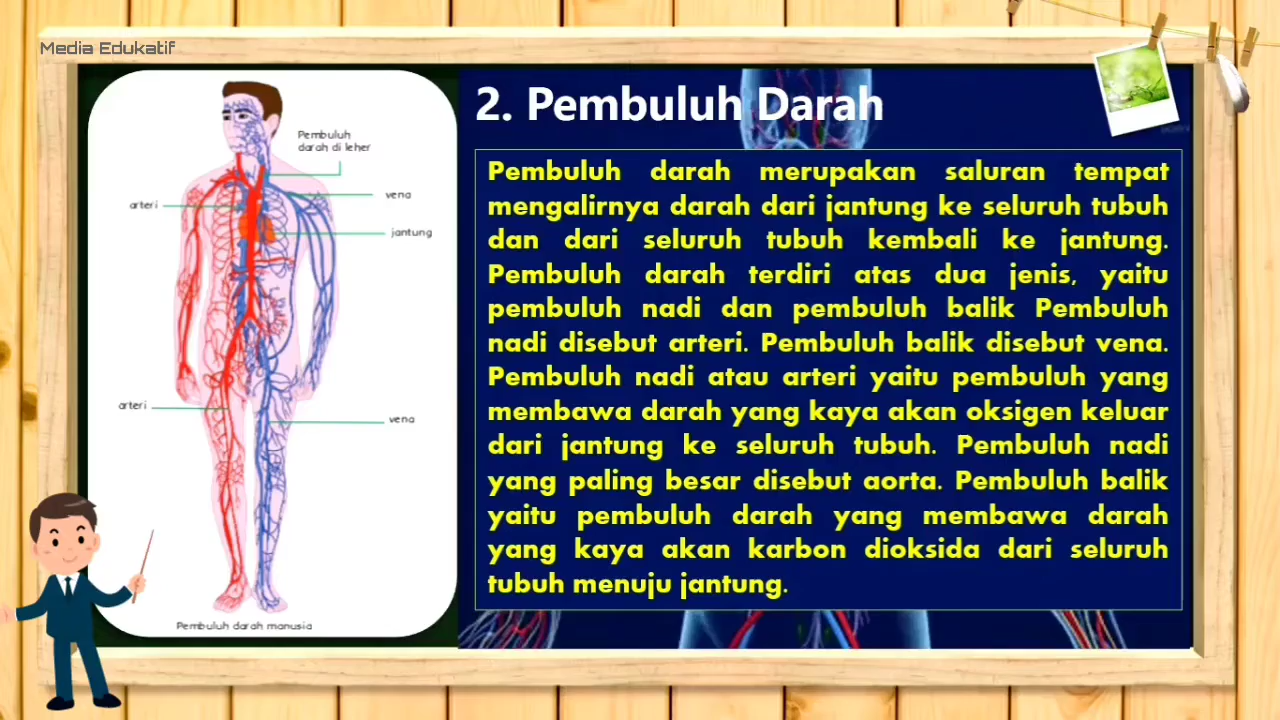 Media Edukatif
2. Pembuluh Darah
Pembuluh
darah di leher
vena
arteri
jantung
arteri
vena
Pembuluh darah manusia
Pembuluh darah merupakan saluran tempat
mengalirnya darah dari jantung ke seluruh tubuh
dan dari seluruh tubuh kembali ke jantung.
Pembuluh darah terdiri atas dua jenis, yaitu
pembuluh nadi dan pembuluh balik Pembuluh
nadi disebut arteri. Pembuluh balik disebut vena.
Pembuluh nadi atau arteri yaitu pembuluh yang
membawa darah yang kaya akan oksigen keluar
dari jantung ke seluruh tubuh. Pembuluh nadi
yang paling besar disebut aorta. Pembuluh balik
yaitu pembuluh darah yang membawa darah
yang kaya akan karbon dioksida dari seluruh
tubuh menuju jantung.